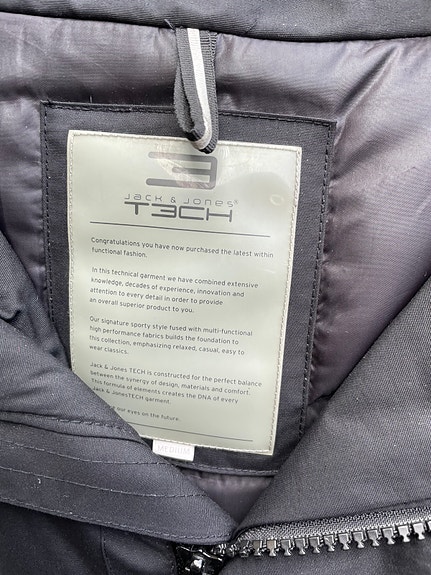 Jack & Jones®
T3CH
Congratulations you have now purchased the latest within
functional fashion.
In this technical garment we have combined extensive
knowledge, decades of experience, innovation and
attention to every detail in order to provide
an overall superior product to you.
Our signature sporty style fused with multi-functional
high performance fabrics builds the foundation to
this collection, emphasizing relaxed, casual, easy to
wear classics.
Jack & Jones TECH is constructed for the perfect balance
between the synergy of design, materials and comfort.
This formula of elements creates the DNA of every
Jack & JonesTECH garment.
our eyes on the future.
MEDIUM